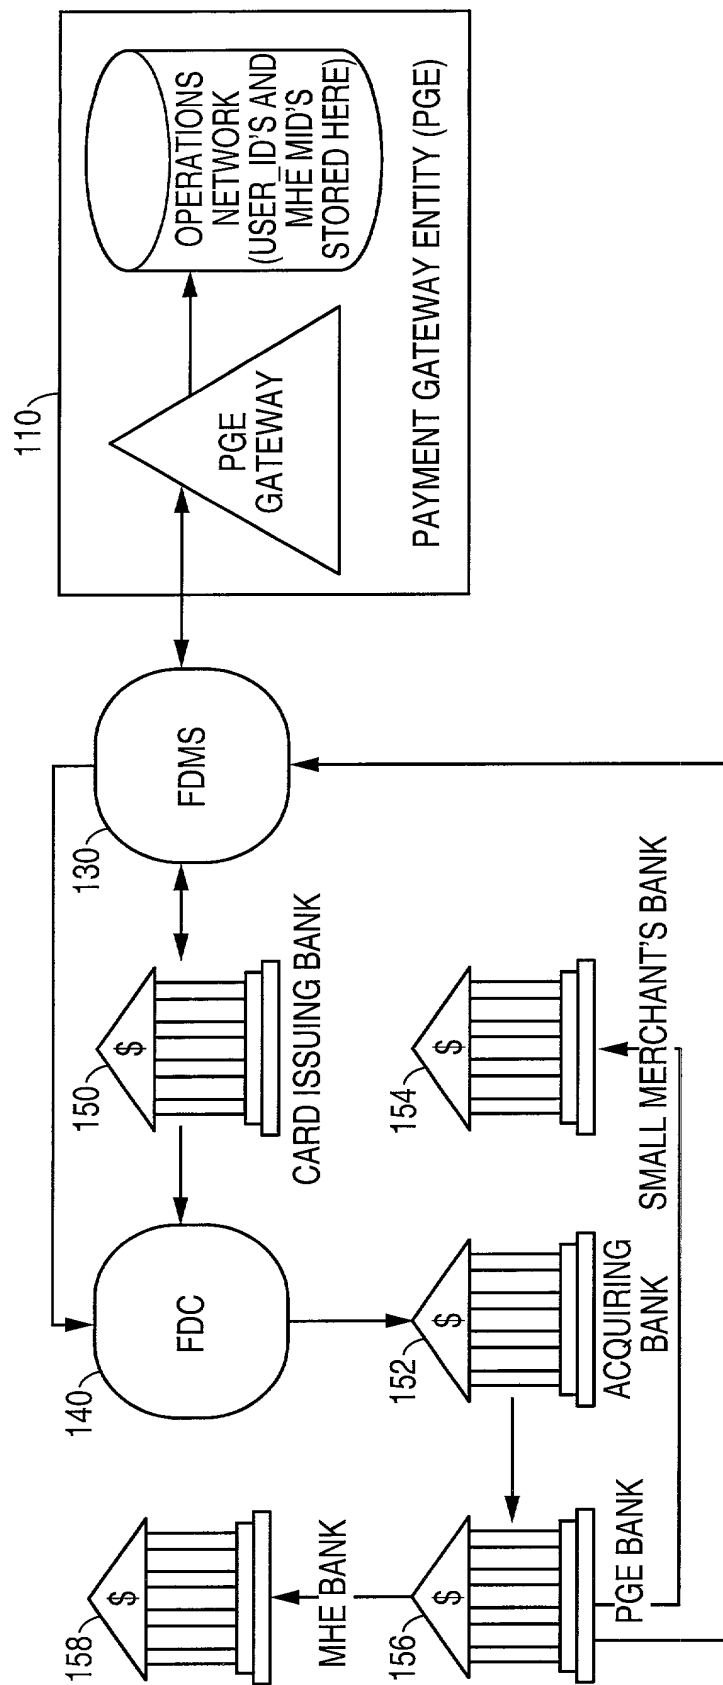 158
$
MHE BANK
156
$
PGE BANK
140
FDC
152
$
ACQUIRING
BANK
150
$
CARD ISSUING BANK
154
$
SMALL MERCHANT'S BANK
130
FDMS
110
PGE
GATEWAY
OPERATIONS
NETWORK
(USER_ID'S AND
MHE MID'S
STORED HERE)
PAYMENT GATEWAY ENTITY (PGE)